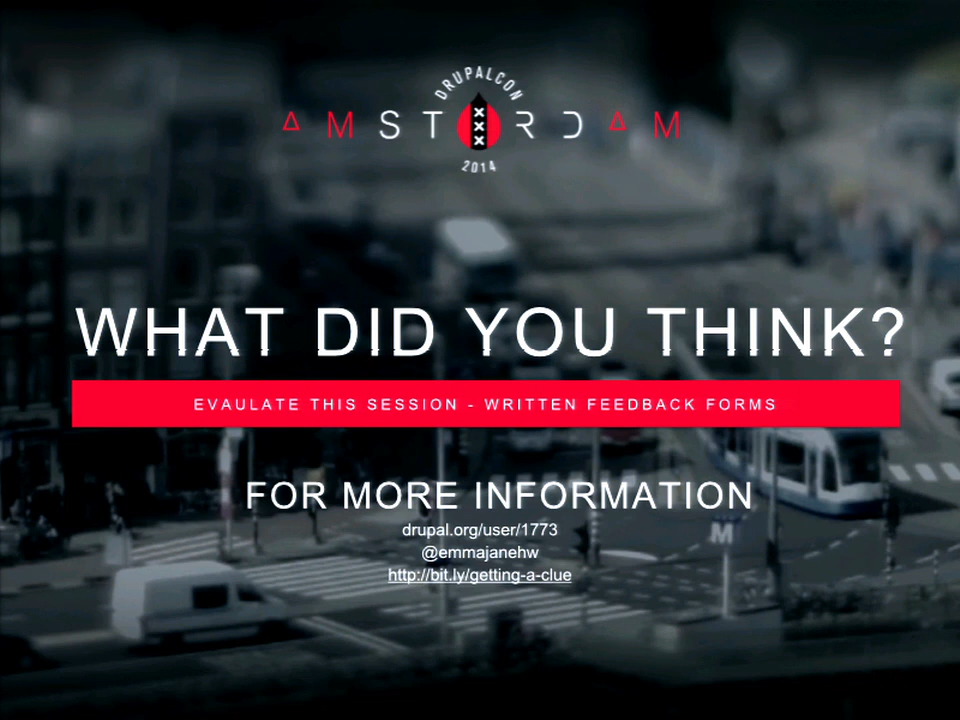 DRUPALCON
AMSTERDAM
2014
WHAT DID YOU THINK?
EVAULATE THIS SESSION - WRITTEN FEEDBACK FORMS
FOR MORE INFORMATION
drupal.org/user/1773
@emmajanehw
http://bit.ly/getting-a-clue
M